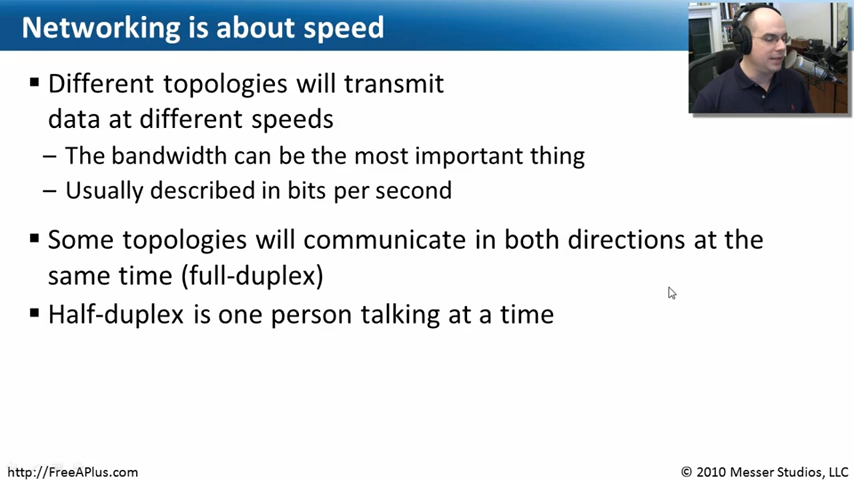 Networking is about speed
▪ Different topologies will transmit
data at different speeds
– The bandwidth can be the most important thing
– Usually described in bits per second
▪ Some topologies will communicate in both directions at the
same time (full-duplex)
▪ Half-duplex is one person talking at a time
http://FreeAPlus.com
© 2010 Messer Studios, LLC